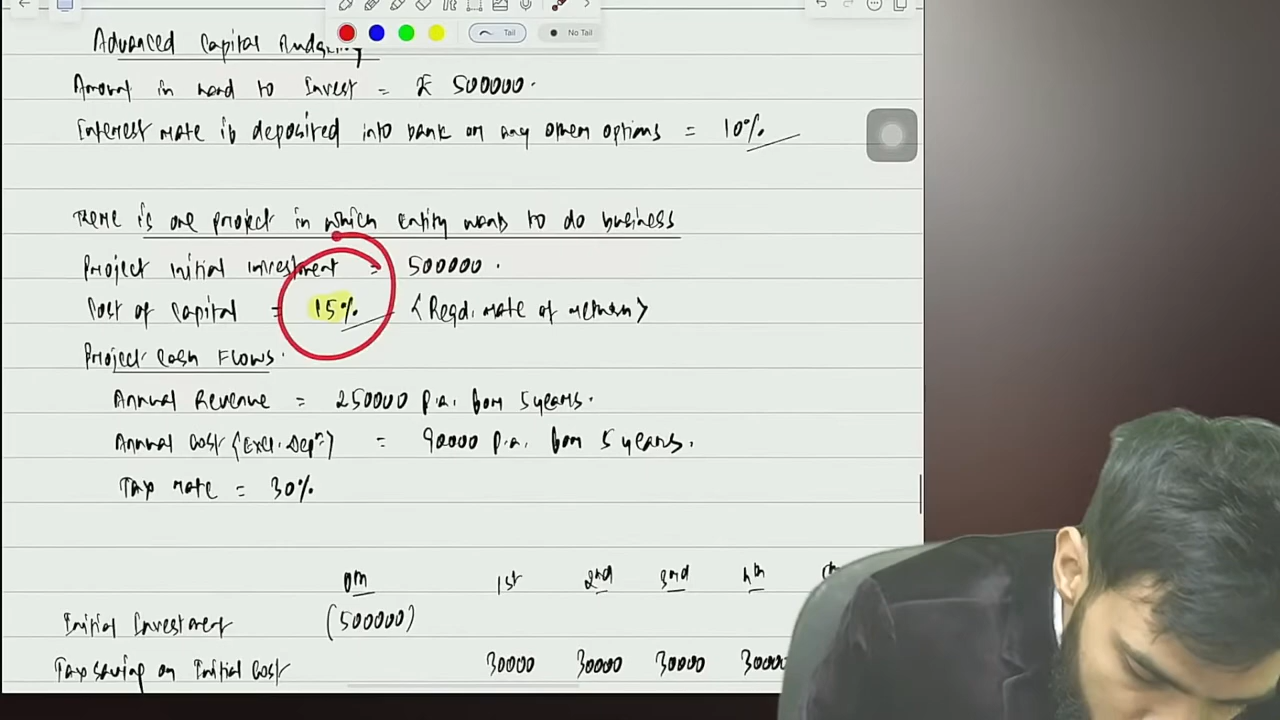 Advanced Capital Budgeting
Amount in hand to Invest = ₹ 500000.
Interest rate if deposited into bank or any other options = 10%
There is one project in which entity wants to do business
Project Initial investment = 500000.
Cost of Capital = 15% {Reqd. rate of return}
Project Cash Flows.
Annual Revenue = 250000 p.a. for 5 years.
Annual Cost {Excl. Depn} = 90000 p.a. for 5 years.
Tax rate = 30%
0th 1st 2nd 3rd 4th
Initial Investment (500000)
Tax saving on Initial Cost 30000 30000 30000 30000
Tail
No Tail